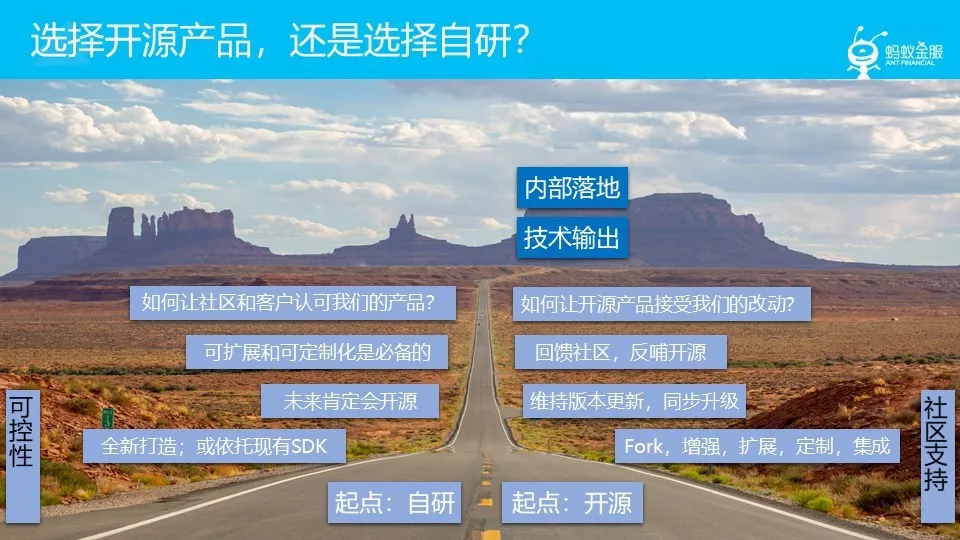 选择开源产品，还是选择自研？
蚂蚁金服
ANT FINANCIAL
内部落地
技术输出
如何让社区和客户认可我们的产品？
如何让开源产品接受我们的改动？
可扩展和可定制化是必备的
回馈社区，反哺开源
未来肯定会开源
维持版本更新，同步升级
可控性
社区支持
全新打造；或依托现有SDK
Fork，增强，扩展，定制，集成
起点：自研
起点：开源